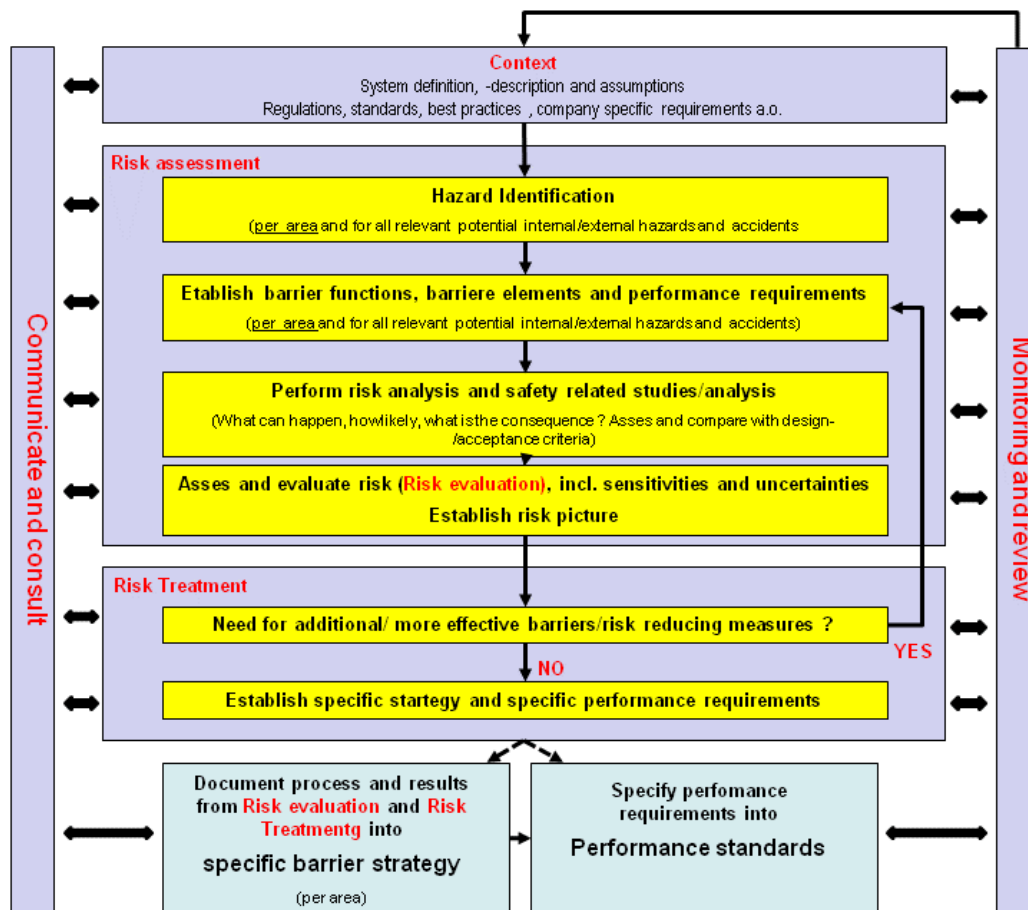 Context
System definition, -description and assumptions
Regulations, standards, best practices , company specific requirements a.o.
Risk assessment
Hazard Identification
(per area and for all relevant potential internal/external hazards and accidents
Etablish barrier functions, barriere elements and performance requirements
(per area and for all relevant potential internal/external hazards and accidents)
Perform risk analysis and safety related studies/analysis
(What can happen, how likely, what is the consequence ? Asses and compare with design-
/acceptance criteria)
Asses and evaluate risk (Risk evaluation), incl. sensitivities and uncertainties
Establish risk picture
Risk Treatment
Need for additional/ more effective barriers/risk reducing measures ?
YES
NO
Establish specific startegy and specific performance requirements
Document process and results
from Risk evaluation and Risk
Treatmentg into
specific barrier strategy
(per area)
Specify perfomance
requirements into
Performance standards
Communicate and consult
Monitoring and review